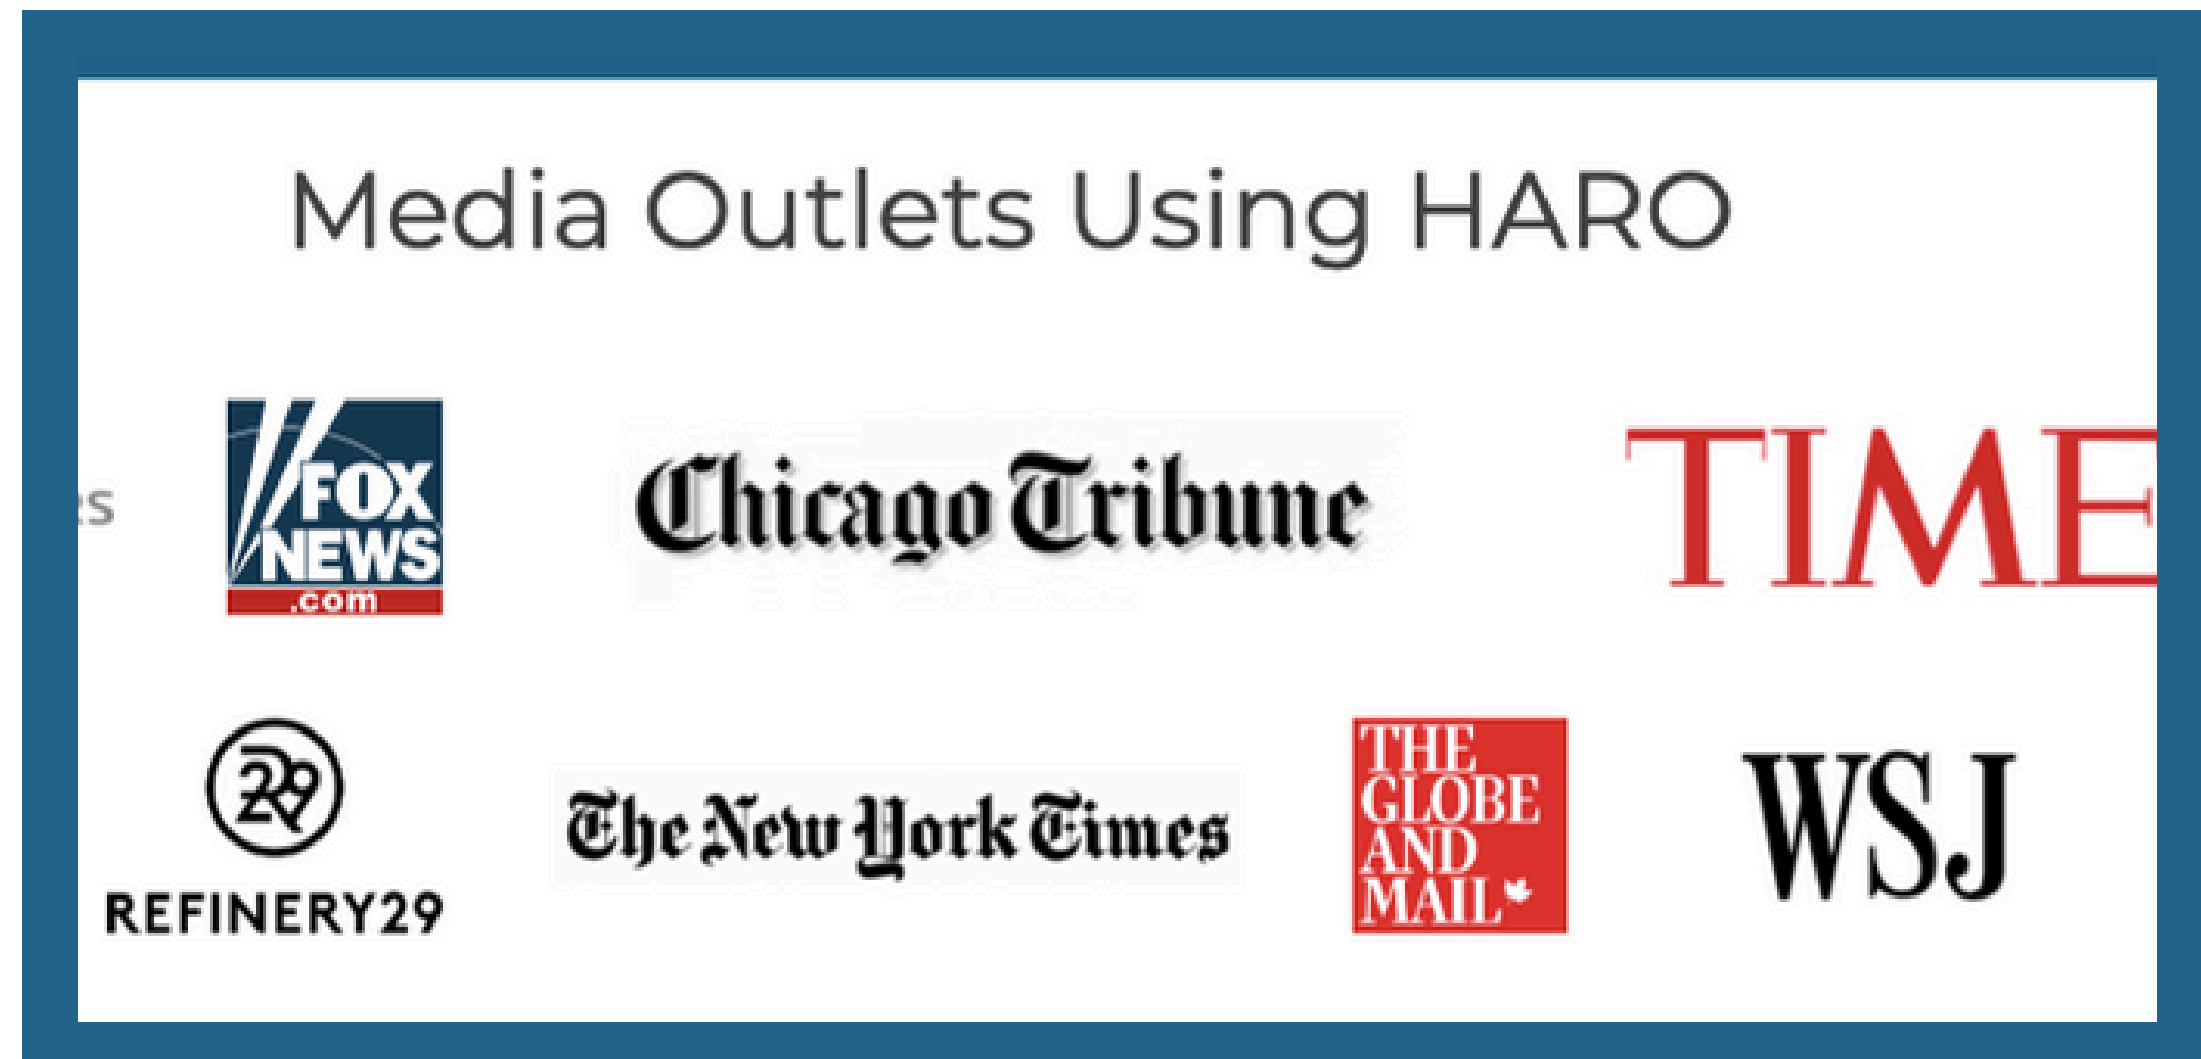 Media Outlets Using HARO
FOX
NEWS
.com
Chicago Tribune
TIME
R29
REFINERY29
The New York Times
THE
GLOBE
AND
MAIL
WSJ